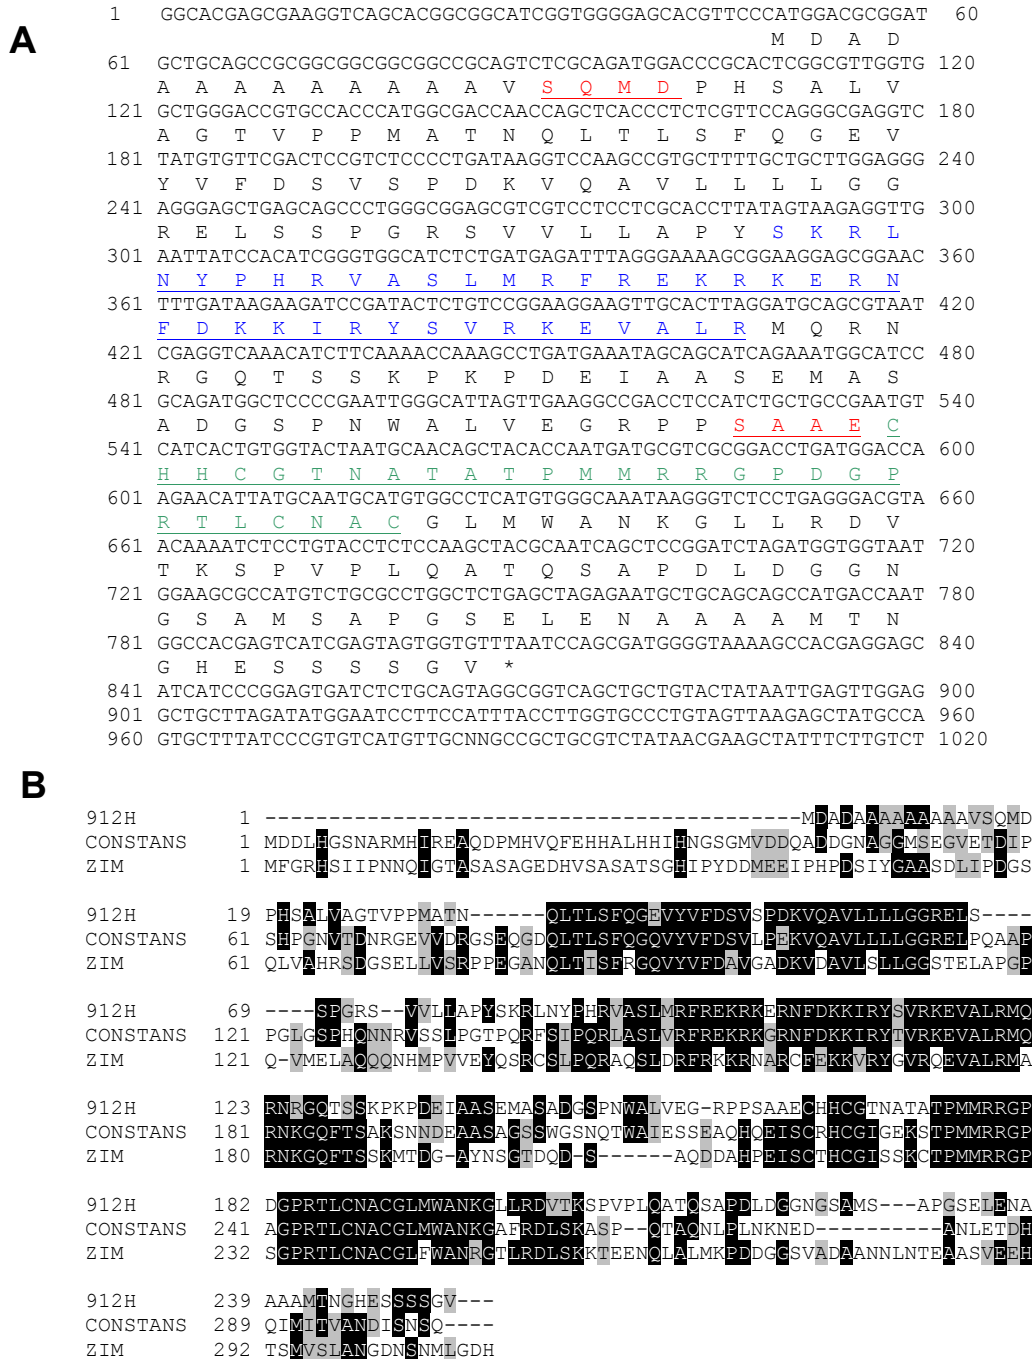 A
1 GGCACGAGCGAAGGTCAGCACGGCGGCATCGGTGGGGAGCACGTTCCCATGGACGCGGAT 60
M D A D
61 GCTGCAGCCGCGGCGGCGGCGGCCGCAGTCTCGCAGATGGACCCGCACTCGGCGTTGGTG 120
A A A A A A A A A V S Q M D P H S A L V
121 GCTGGGACCGTGCCACCCATGGCGACCAACCAGCTCACCCTCTCGTTCCAGGGCGAGGTC 180
A G T V P P M A T N Q L T L S F Q G E V
181 TATGTGTTCGACTCCGTCTCCCCTGATAAGGTCCAAGCCGTGCTTTTGCTGCTTGGAGGG 240
Y V F D S V S P D K V Q A V L L L L G G
241 AGGGAGCTGAGCAGCCCTGGGCGGAGCGTCGTCCTCCTCGCACCTTATAGTAAGAGGTTG 300
R E L S S P G R S V V L L A P Y S K R L
301 AATTATCCACATCGGGTGGCATCTCTGATGAGATTTAGGGAAAAGCGGAAGGAGCGGAAC 360
N Y P H R V A S L M R F R E K R K E R N
361 TTTGATAAGAAGATCCGATACTCTGTCCGGAAGGAAGTTGCACTTAGGATGCAGCGTAAT 420
F D K K I R Y S V R K E V A L R M Q R N
421 CGAGGTCAAACATCTTCAAAACCAAAGCCTGATGAAATAGCAGCATCAGAAATGGCATCC 480
R G Q T S S K P K P D E I A A S E M A S
481 GCAGATGGCTCCCCGAATTGGGCATTAGTTGAAGGCCGACCTCCATCTGCTGCCGAATGT 540
A D G S P N W A L V E G R P P S A A E C
541 CATCACTGTGGTACTAATGCAACAGCTACACCAATGATGCGTCGCGGACCTGATGGACCA 600
H H C G T N A T A T P M M R R G P D G P
601 AGAACATTATGCAATGCATGTGGCCTCATGTGGGCAAATAAGGGTCTCCTGAGGGACGTA 660
R T L C N A C G L M W A N K G L L R D V
661 ACAAAATCTCCTGTACCTCTCCAAGCTACGCAATCAGCTCCGGATCTAGATGGTGGTAAT 720
T K S P V P L Q A T Q S A P D L D G G N
721 GGAAGCGCCATGTCTGCGCCTGGCTCTGAGCTAGAGAATGCTGCAGCAGCCATGACCAAT 780
G S A M S A P G S E L E N A A A A M T N
781 GGCCACGAGTCATCGAGTAGTGGTGTTTAATCCAGCGATGGGGTAAAAGCCACGAGGAGC 840
G H E S S S S G V *
841 ATCATCCCGGAGTGATCTCTGCAGTAGGCGGTCAGCTGCTGTACTATAATTGAGTTGGAG 900
901 GCTGCTTAGATATGGAATCCTTCCATTTACCTTGGTGCCCTGTAGTTAAGAGCTATGCCA 960
960 GTGCTTTATCCCGTGTCATGTTGCNNGCCGCTGCGTCTATAACGAAGCTATTTCTTGTCT 1020
B
912H 1 ------------------------------------------MDADAAAAAAAAAVSQMD
CONSTANS 1 MDDLHGSNARMHIREAQDPMHVQFEHHALHHIHNGSGMVDDQADDGNAGGMSEGVETDIP
ZIM 1 MFGRHSIIPNNQIGTASASAGEDHVSASATSGHIPYDDMEEIPHPDSIYGAASDLIPDGS
912H 19 PHSALVAGTVPPMATN------QLTLSFQGEVYVFDSVSPDKVQAVLLLLGGRELS----
CONSTANS 61 SHPGNVTDNRGEVVDRGSEQGDQLTLSFQGQVYVFDSVLPEKVQAVLLLLGGRELPQAAP
ZIM 61 QLVAHRSDGSELLVSRPPEGANQLTISFRGQVYVFDAVGADKVDAVLSLLGGSTELAPGP
912H 69 ----SPGRS--VVLLAPYSKRLNYPHRVASLMRFREKRKERNFDKKIRYSVRKEVALRMQ
CONSTANS 121 PGLGSPHQNNRVSSLPGTPQRFSIPQRLASLVRFREKRKGRNFDKKIRYTVRKEVALRMQ
ZIM 121 Q-VMELAQQQNHMPVVEYQSRCSLPQRAQSLDRFRKKRNARCFEKKVRYGVRQEVALRMA
912H 123 RNRGQTSSKPKPDEIAASEMASADGSPNWALVEG-RPPSAAECHHCGTNATATPMMRRGP
CONSTANS 181 RNKGQFTSAKSNNDEAASAGSSWGSNQTWAIESSEAQHQEISCRHCGIGEKSTPMMRRGP
ZIM 180 RNKGQFTSSKMTDG-AYNSGTDQD-S------AQDDAHPEISCTHCGISSKCTPMMRRGP
912H 182 DGPRTLCNACGLMWANKGLLRDVTKSPVPLQATQSAPDLDGGNGSAMS---APGSELENA
CONSTANS 241 AGPRTLCNACGLMWANKGAFRDLSKASP--QTAQNLPLNKNED---------ANLETDH
ZIM 232 SGPRTLCNACGLFWANRGTLRDLSKKTEENQLALMKPDDGGSVADAANNLNTEAASVEEH
912H 239 AAAMTNGHESSSSGV---
CONSTANS 289 QIMITVANDISNSQ----
ZIM 292 TSMVSLANGDNSNMLGDH